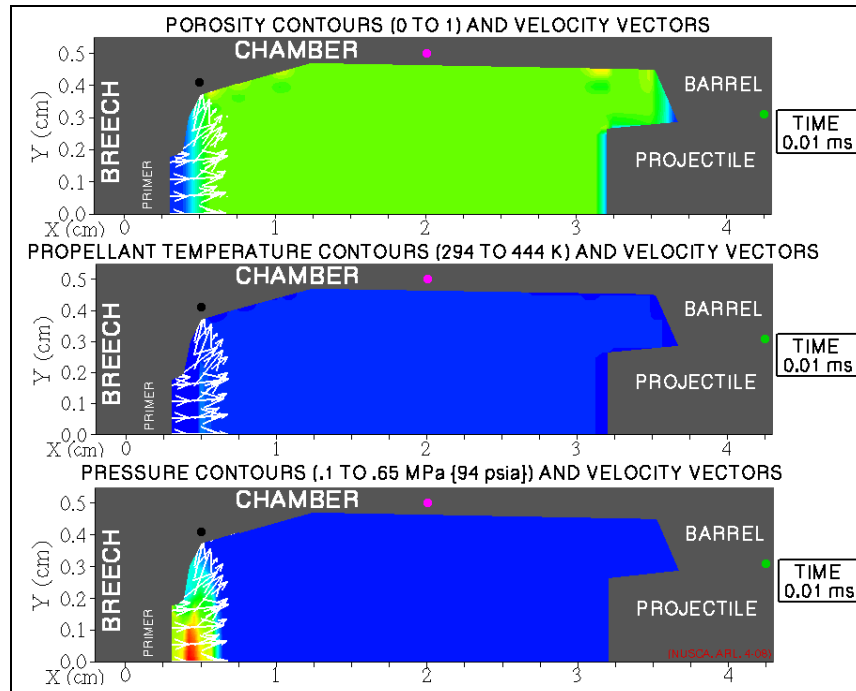 POROSITY CONTOURS (0 TO 1) AND VELOCITY VECTORS
CHAMBER
BREECH
PRIMER
BARREL
PROJECTILE
TIME
0.01 ms
Y (cm)
0.5
0.4
0.3
0.2
0.1
0.0
X (cm)
0 1 2 3 4
PROPELLANT TEMPERATURE CONTOURS (294 TO 444 K) AND VELOCITY VECTORS
CHAMBER
BREECH
PRIMER
BARREL
PROJECTILE
TIME
0.01 ms
Y (cm)
0.5
0.4
0.3
0.2
0.1
0.0
X (cm)
0 1 2 3 4
PRESSURE CONTOURS (.1 TO .65 MPa {94 psia}) AND VELOCITY VECTORS
CHAMBER
BREECH
PRIMER
BARREL
PROJECTILE
TIME
0.01 ms
Y (cm)
0.5
0.4
0.3
0.2
0.1
0.0
X (cm)
0 1 2 3 4
(NUSCA, ARL, 4-06)